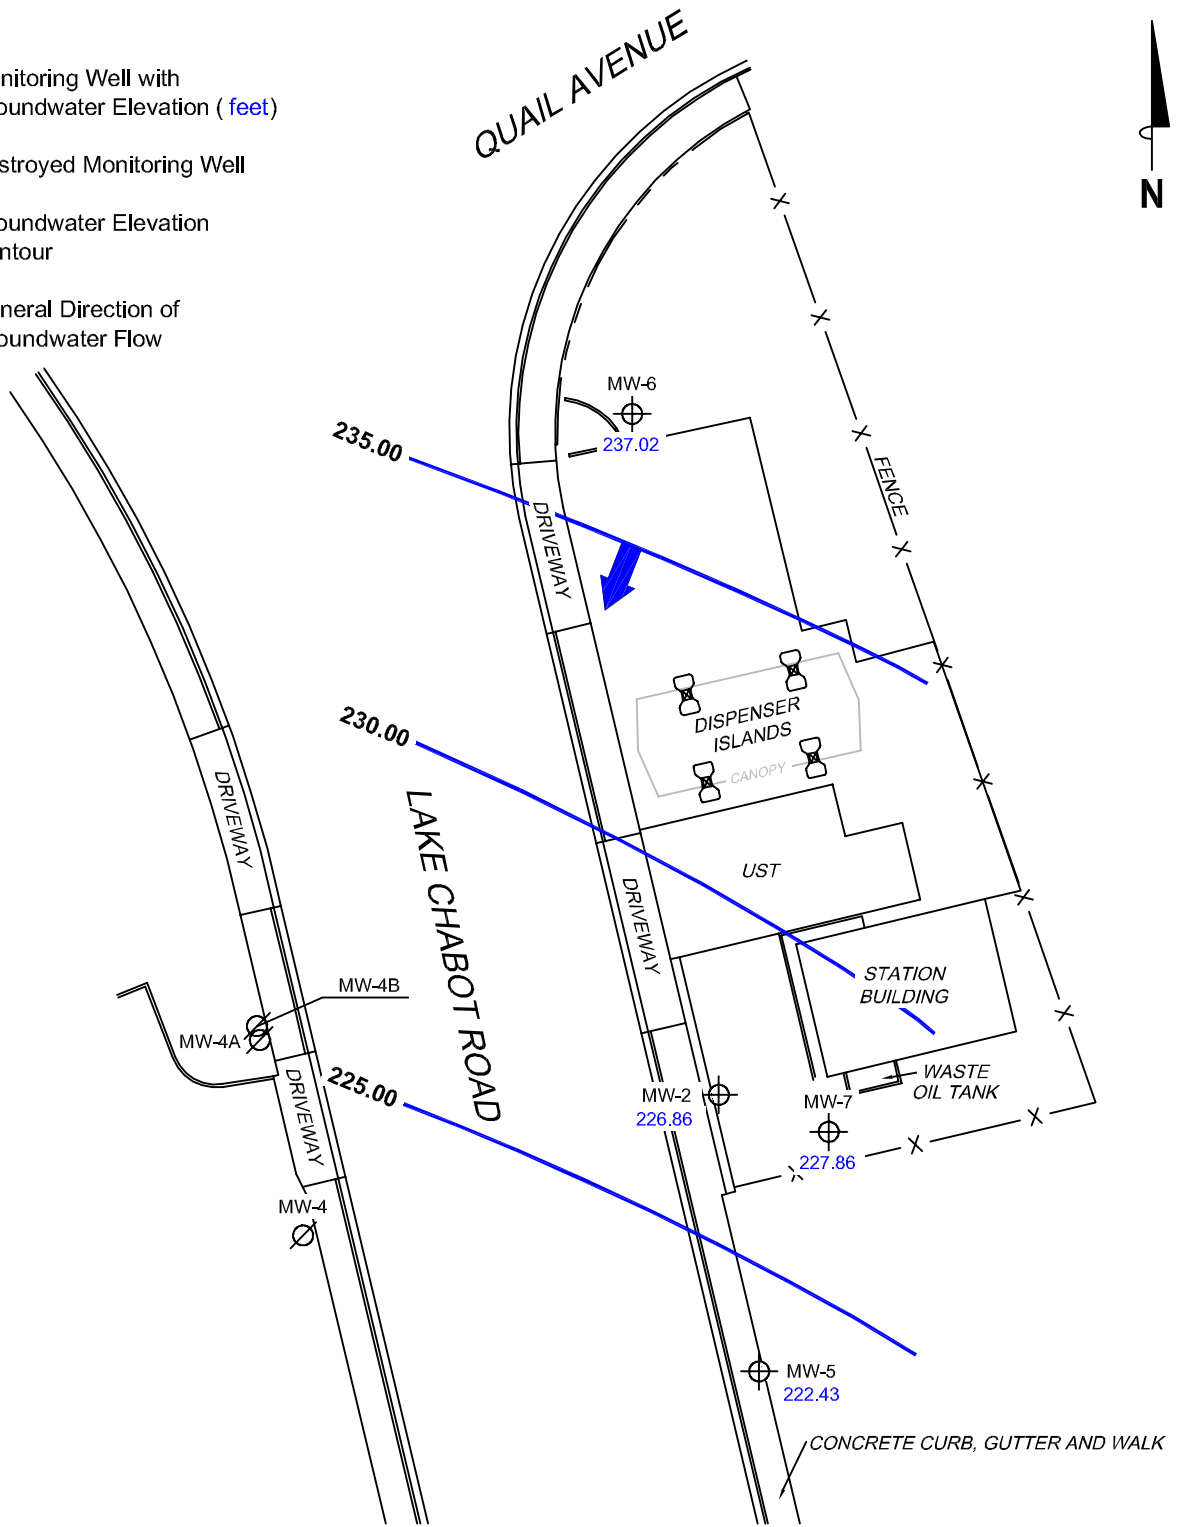 QUAIL AVENUE
nitoring Well with
oundwater Elevation ( feet)
stroyed Monitoring Well
oundwater Elevation
ntour
neral Direction of
oundwater Flow
N
MW-6
237.02
235.00
FENCE
DRIVEWAY
DISPENSER
ISLANDS
CANOPY
230.00
DRIVEWAY
LAKE CHABOT ROAD
UST
DRIVEWAY
STATION
BUILDING
MW-4B
MW-4A
225.00
DRIVEWAY
MW-2
226.86
WASTE
OIL TANK
MW-7
227.86
MW-4
MW-5
222.43
CONCRETE CURB, GUTTER AND WALK